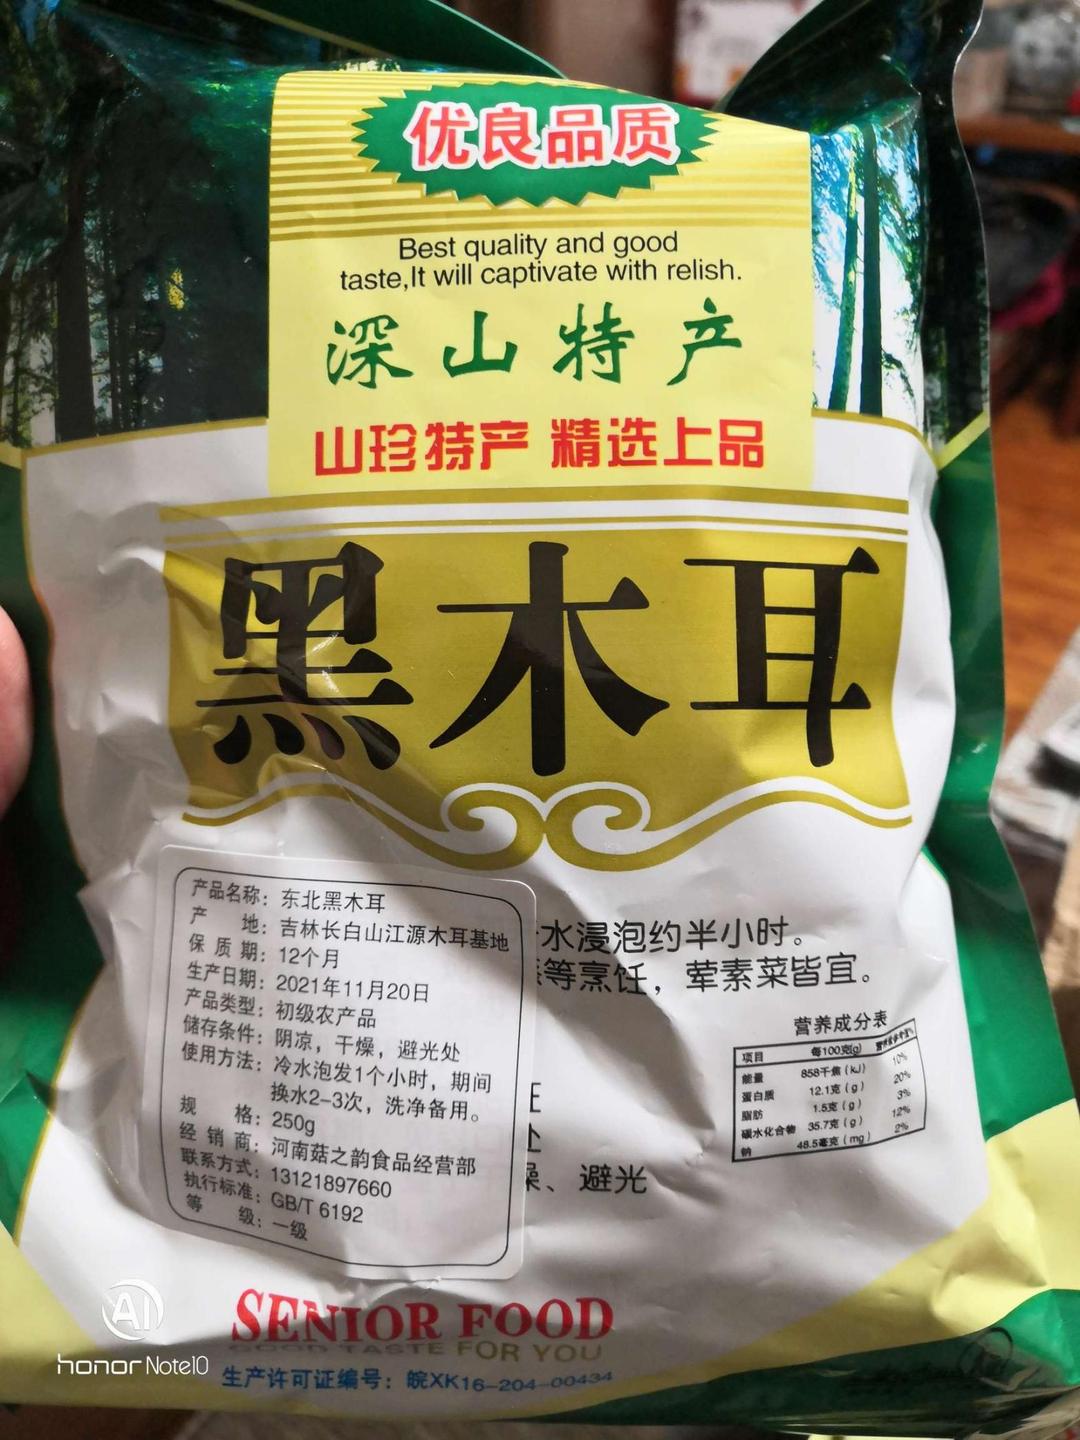 优良品质
Best quality and good
taste,It will captivate with relish.
深山特产
山珍特产 精选上品
黑木耳
产品名称：东北黑木耳
产 地：吉林长白山江源木耳基地
保 质 期：12个月
生产日期：2021年11月20日
产品类型：初级农产品
储存条件：阴凉，干燥，避光处
使用方法：冷水泡发1个小时，期间
换水2-3次，洗净备用。
规 格：250g
经 销 商：河南菇之韵食品经营部
联系方式：13121897660
执行标准：GB/T 6192
等 级：一级
水浸泡约半小时。
等烹饪，荤素菜皆宜。
、避光
营养成分表
项目 每100克(g) 营养素参考值%
能量 858千焦(kJ) 10%
蛋白质 12.1克(g) 20%
脂肪 1.5克(g) 3%
碳水化合物 35.7克(g) 12%
钠 48.5毫克(mg) 2%
SENIOR FOOD
GOOD TASTE FOR YOU
生产许可证编号：皖XK16-204-00434
AI
honor Note10